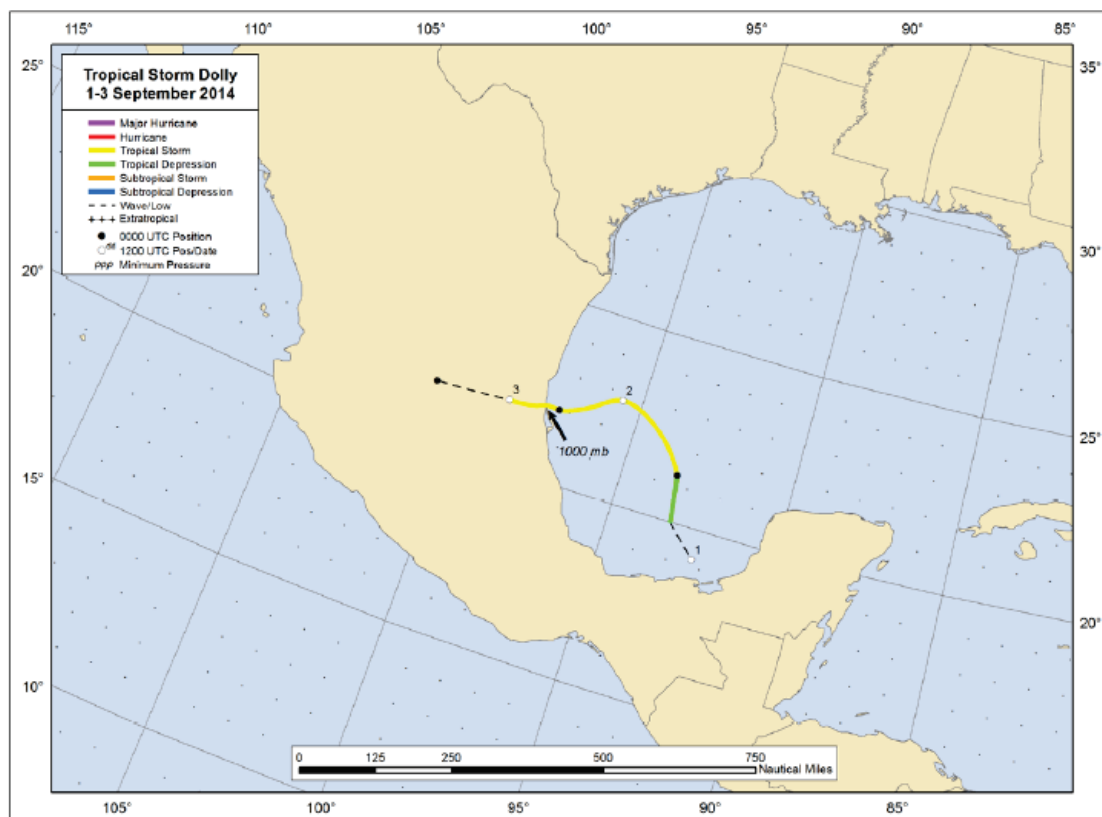 115° 110° 105° 100° 95° 90° 85°
Tropical Storm Dolly
1-3 September 2014
Major Hurricane
Hurricane
Tropical Storm
Tropical Depression
Subtropical Storm
Subtropical Depression
Wave/Low
Extratropical
0000 UTC Position
1200 UTC Pos/Date
PPP Minimum Pressure
25°
35°
20°
30°
3
2
1000 mb
15°
25°
1
20°
10°
0 125 250 500 750
Nautical Miles
105° 100° 95° 90° 85°